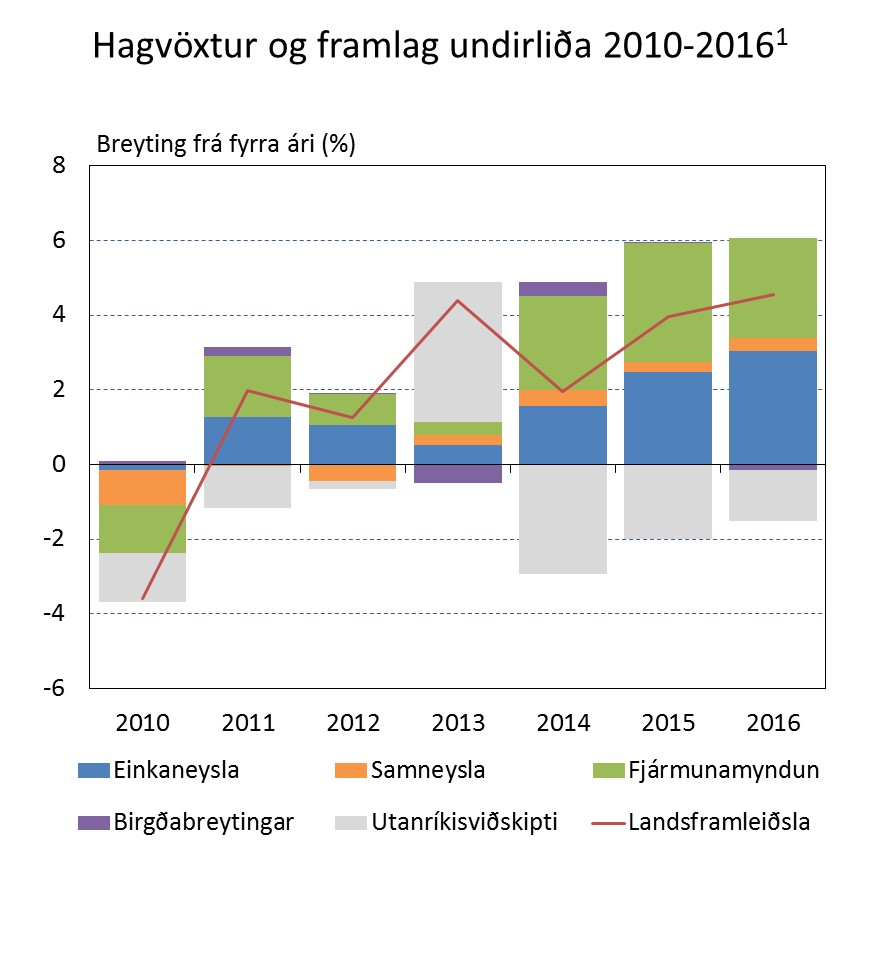 Hagvöxtur og framlag undirliða 2010-2016¹
Breyting frá fyrra ári (%)
8
6
4
2
0
-2
-4
-6
2010 2011 2012 2013 2014 2015 2016
Einkaneysla Samneysla Fjármunamyndun
Birgðabreytingar Utanríkisviðskipti Landsframleiðsla